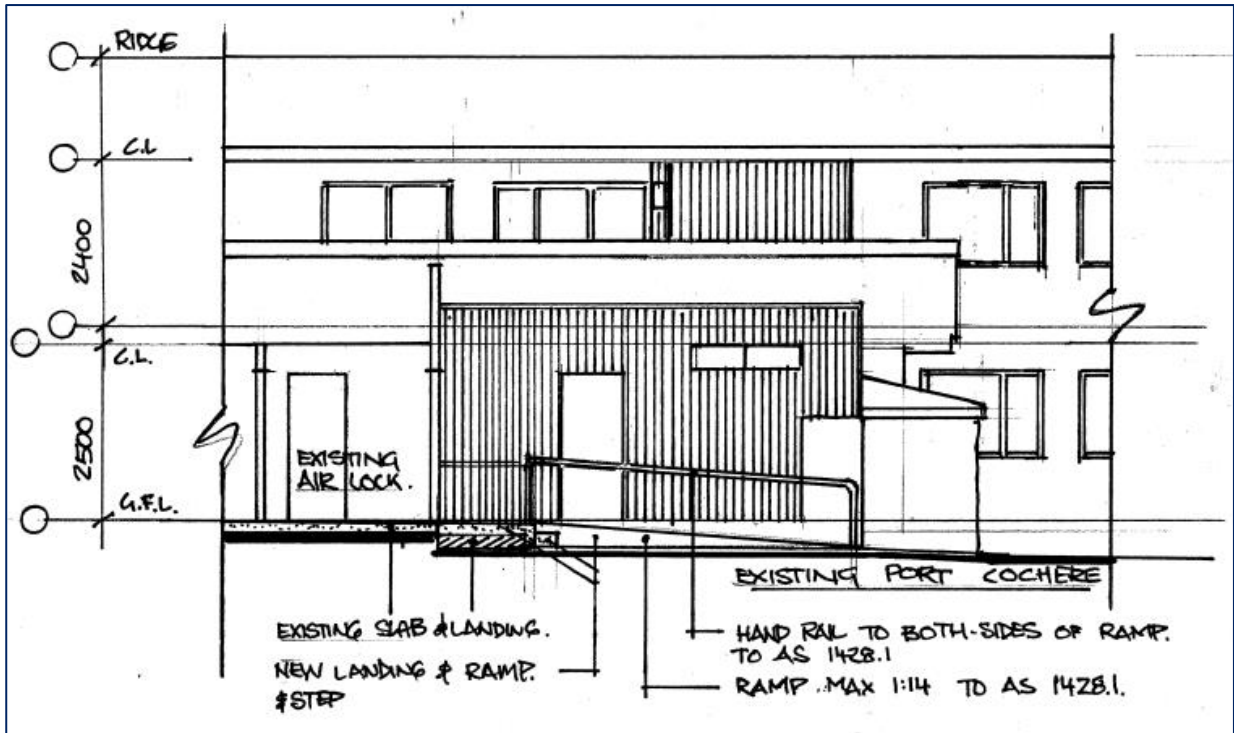 RIDGE
C.L
2400
C.L.
2500
G.F.L.
EXISTING
AIR LOCK.
EXISTING PORT COCHERE
EXISTING SLAB & LANDING.
NEW LANDING & RAMP.
& STEP
HAND RAIL TO BOTH-SIDES OF RAMP.
TO AS 1428.1
RAMP. MAX 1:14 TO AS 1428.1.